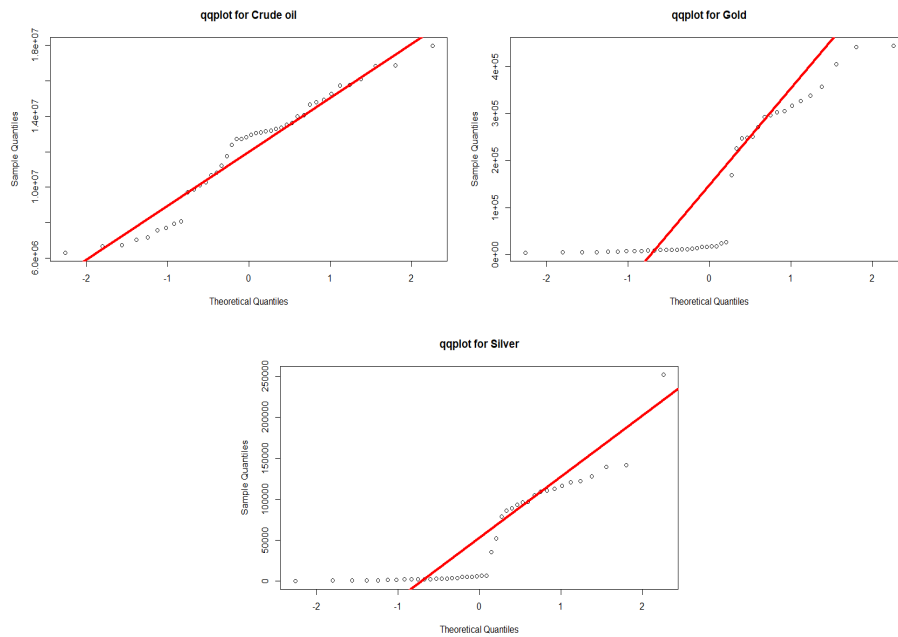 qqplot for Crude oil
Sample Quantiles
6.0e+06
1.0e+07
1.4e+07
1.8e+07
-2 -1 0 1 2
Theoretical Quantiles
qqplot for Gold
Sample Quantiles
0e+00
1e+05
2e+05
3e+05
4e+05
-2 -1 0 1 2
Theoretical Quantiles
qqplot for Silver
Sample Quantiles
0
50000
100000
150000
200000
250000
-2 -1 0 1 2
Theoretical Quantiles